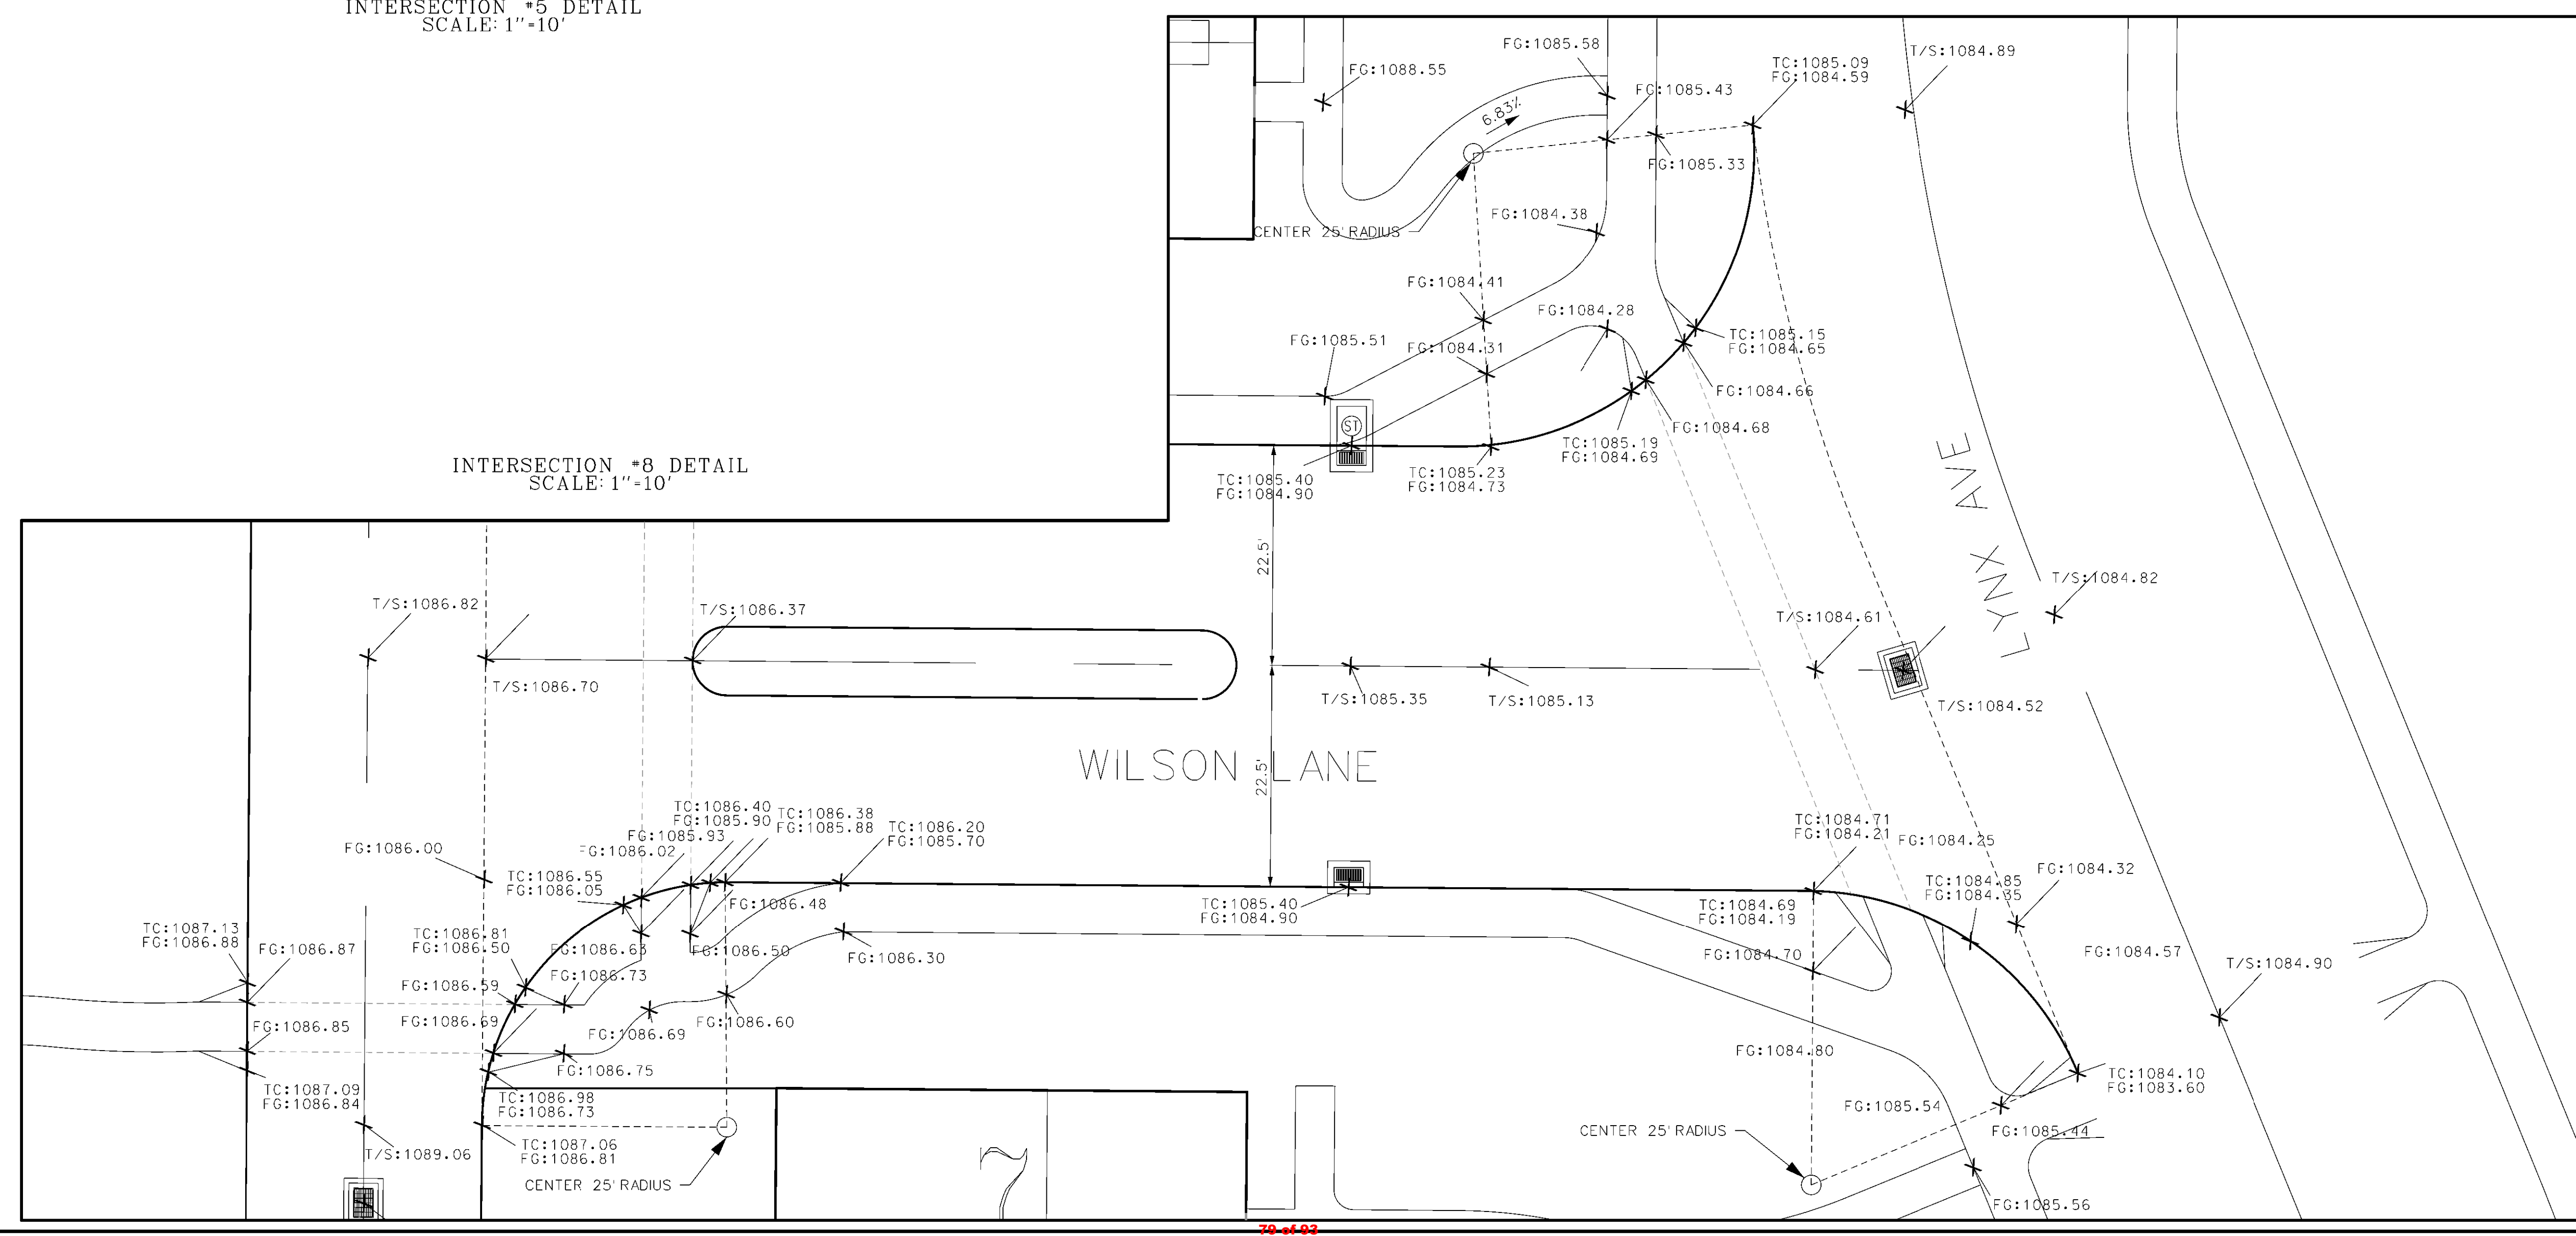 INTERSECTION #5 DETAIL
SCALE: 1"=10'
FG:1085.58
FG:1088.55
TC:1085.09
FG:1084.59
T/S:1084.89
FG:1085.43
6.83%
FG:1085.33
FG:1084.38
CENTER 25' RADIUS
FG:1084.41
FG:1084.28
FG:1085.51
FG:1084.31
TC:1085.15
FG:1084.65
FG:1084.66
ST
FG:1084.68
TC:1085.19
FG:1084.69
TC:1085.40
FG:1084.90
TC:1085.23
FG:1084.73
INTERSECTION #8 DETAIL
SCALE: 1"=10'
22.5'
LYNX AVE
T/S:1086.82
T/S:1086.37
T/S:1084.82
T/S:1084.61
T/S:1086.70
T/S:1085.35
T/S:1085.13
T/S:1084.52
WILSON LANE
22.5'
TC:1086.40
FG:1085.90
TC:1086.38
FG:1085.88
TC:1086.20
FG:1085.70
FG:1085.93
FG:1086.02
FG:1086.00
TC:1084.71
FG:1084.21
FG:1084.25
FG:1084.32
TC:1086.55
FG:1086.05
FG:1086.48
TC:1085.40
FG:1084.90
TC:1084.69
FG:1084.19
TC:1084.85
FG:1084.35
TC:1087.13
FG:1086.88
FG:1086.87
TC:1086.81
FG:1086.50
FG:1086.63
FG:1086.50
FG:1086.30
FG:1084.70
FG:1084.57
T/S:1084.90
FG:1086.73
FG:1086.59
FG:1086.69
FG:1086.85
FG:1086.69
FG:1086.60
FG:1084.80
FG:1086.75
TC:1087.09
FG:1086.84
TC:1086.98
FG:1086.73
TC:1084.10
FG:1083.60
FG:1085.54
T/S:1089.06
TC:1087.06
FG:1086.81
CENTER 25' RADIUS
7
CENTER 25' RADIUS
FG:1085.44
FG:1085.56
79 of 93